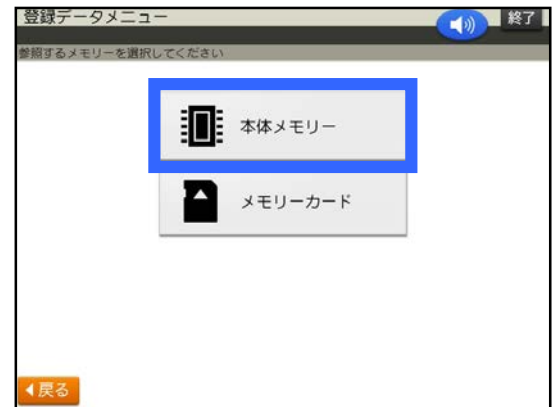 登録データメニュー
終了
参照するメモリーを選択してください
本体メモリー
メモリーカード
戻る